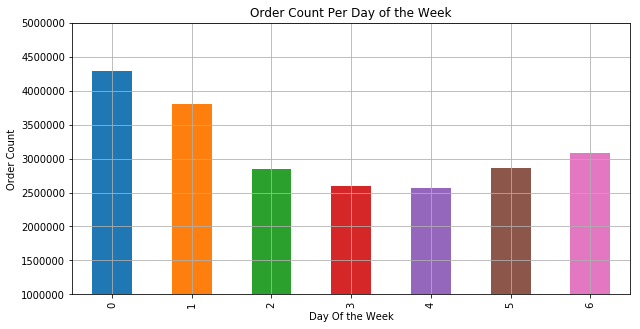 Order Count Per Day of the Week
5000000
4500000
4000000
3500000
3000000
2500000
2000000
1500000
1000000
Order Count
0 1 2 3 4 5 6
Day Of the Week